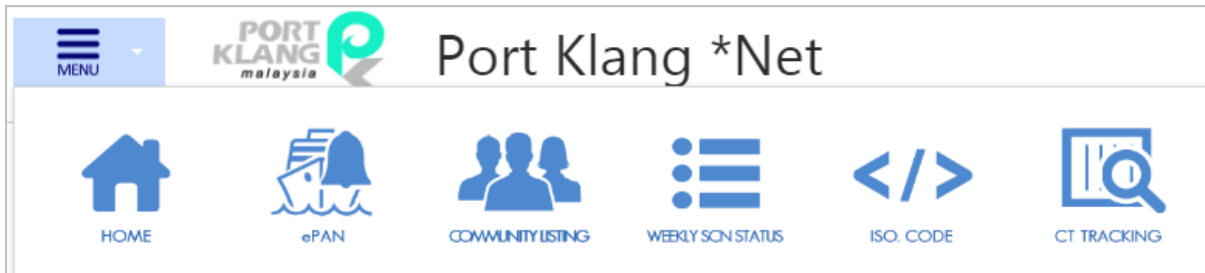 MENU
PORT
KLANG
malaysia
Port Klang *Net
HOME
ePAN
COMMUNITY LISTING
WEEKLY SCN STATUS
ISO. CODE
CT TRACKING